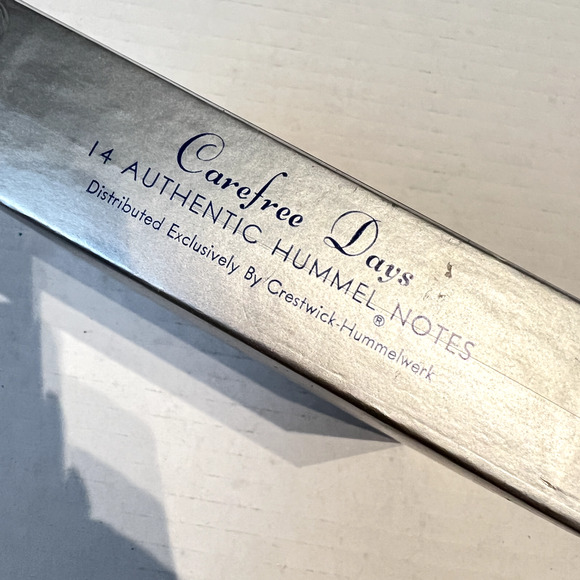 Carefree Days
14 AUTHENTIC HUMMEL® NOTES
Distributed Exclusively By Crestwick-Hummelwerk